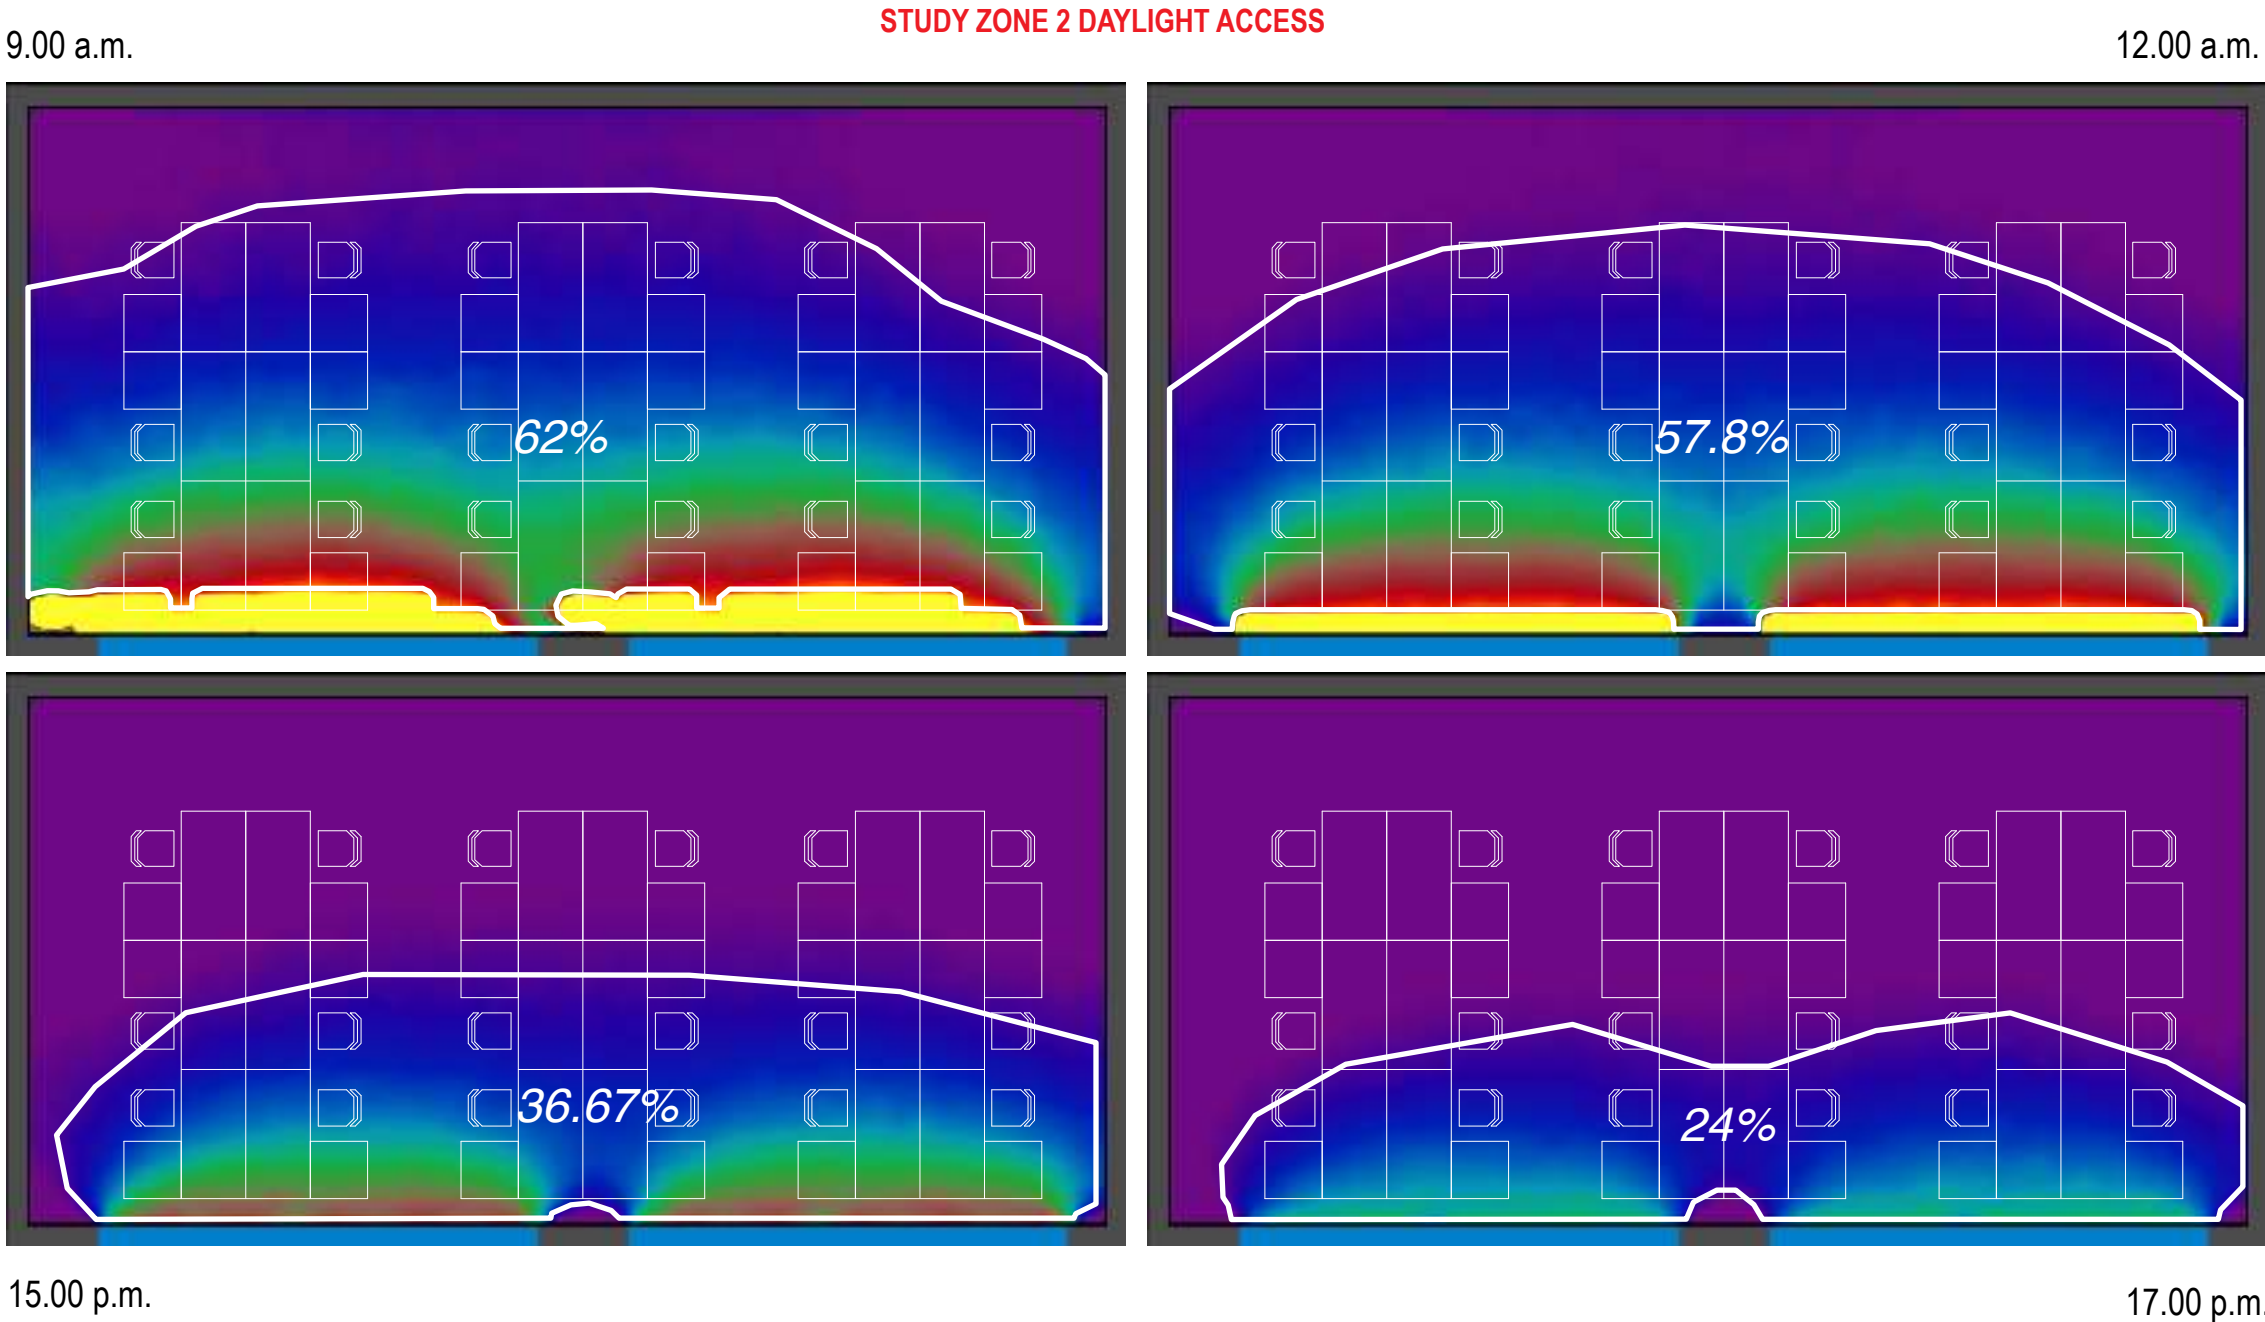 STUDY ZONE 2 DAYLIGHT ACCESS
9.00 a.m.
12.00 a.m.
62%
57.8%
36.67%
24%
15.00 p.m.
17.00 p.m.